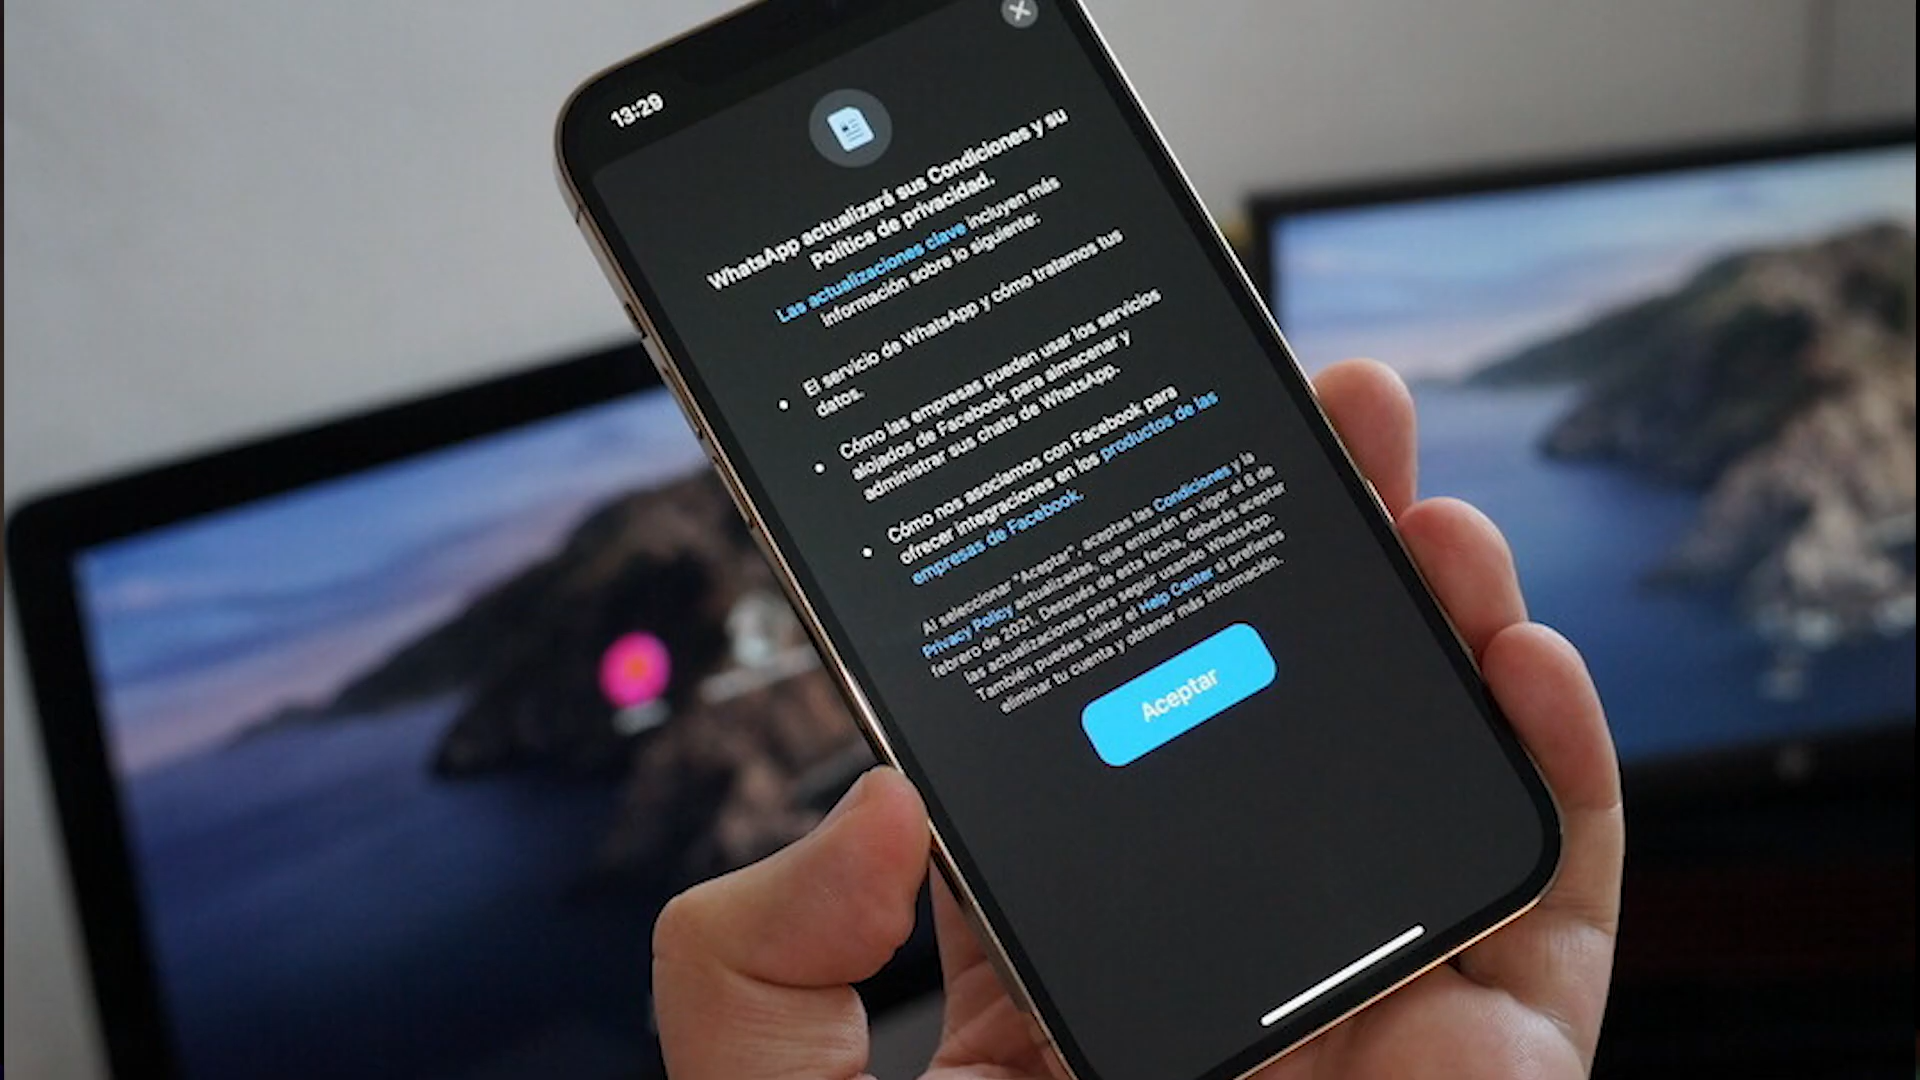 13:29
WhatsApp actualizará sus Condiciones y su
Política de privacidad.
Las actualizaciones clave incluyen más
información sobre lo siguiente:
• El servicio de WhatsApp y cómo tratamos tus
datos.
• Cómo las empresas pueden usar los servicios
alojados de Facebook para almacenar y
administrar sus chats de WhatsApp.
• Cómo nos asociamos con Facebook para
ofrecer integraciones en los productos de las
empresas de Facebook.
Al seleccionar "Aceptar", aceptas las Condiciones y la
Privacy Policy actualizadas, que entrarán en vigor el 8 de
febrero de 2021. Después de esta fecha, deberás aceptar
las actualizaciones para seguir usando WhatsApp.
También puedes visitar el Help Center si prefieres
eliminar tu cuenta y obtener más información.
Aceptar